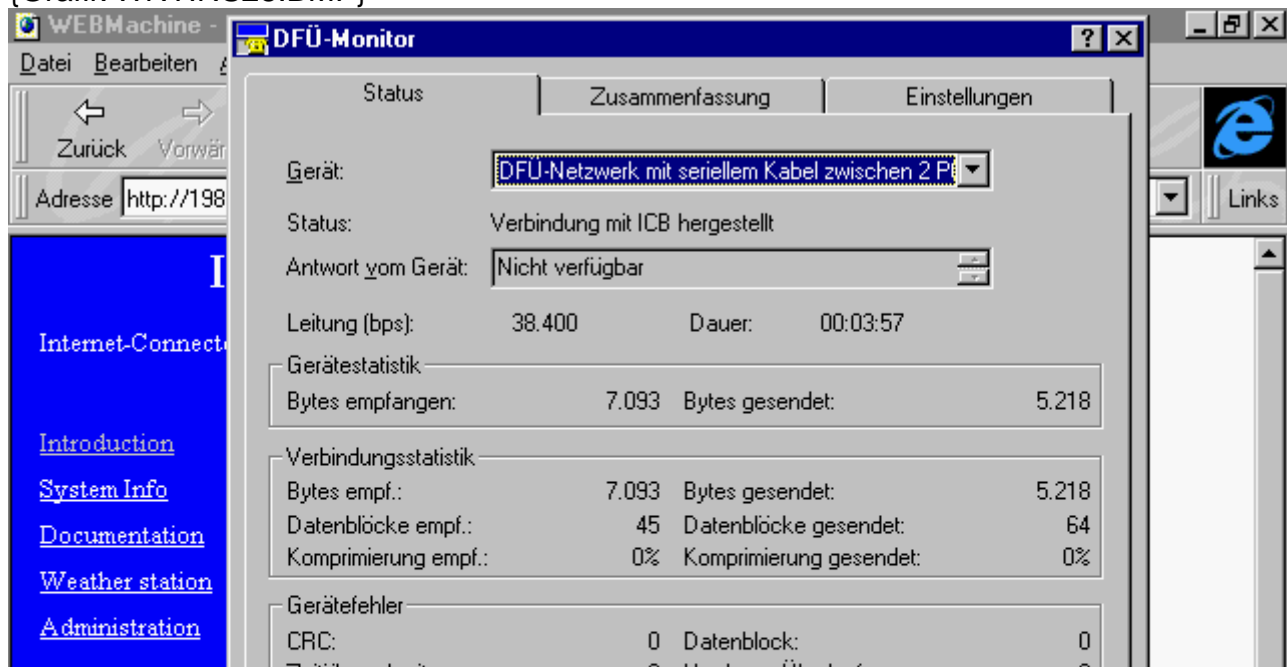 WEBMachine -
DFÜ-Monitor
Datei Bearbeiten
Status Zusammenfassung Einstellungen
Zurück Vorwär
Gerät: DFÜ-Netzwerk mit seriellem Kabel zwischen 2 P
Adresse http://198 Links
Status: Verbindung mit ICB hergestellt
Antwort vom Gerät: Nicht verfügbar
Leitung (bps): 38.400 Dauer: 00:03:57
Internet-Connect
Gerätestatistik
Bytes empfangen: 7.093 Bytes gesendet: 5.218
Introduction
Verbindungsstatistik
System Info
Bytes empf.: 7.093 Bytes gesendet: 5.218
Datenblöcke empf.: 45 Datenblöcke gesendet: 64
Documentation
Komprimierung empf.: 0% Komprimierung gesendet: 0%
Weather station
Gerätefehler
Administration
CRC: 0 Datenblock: 0